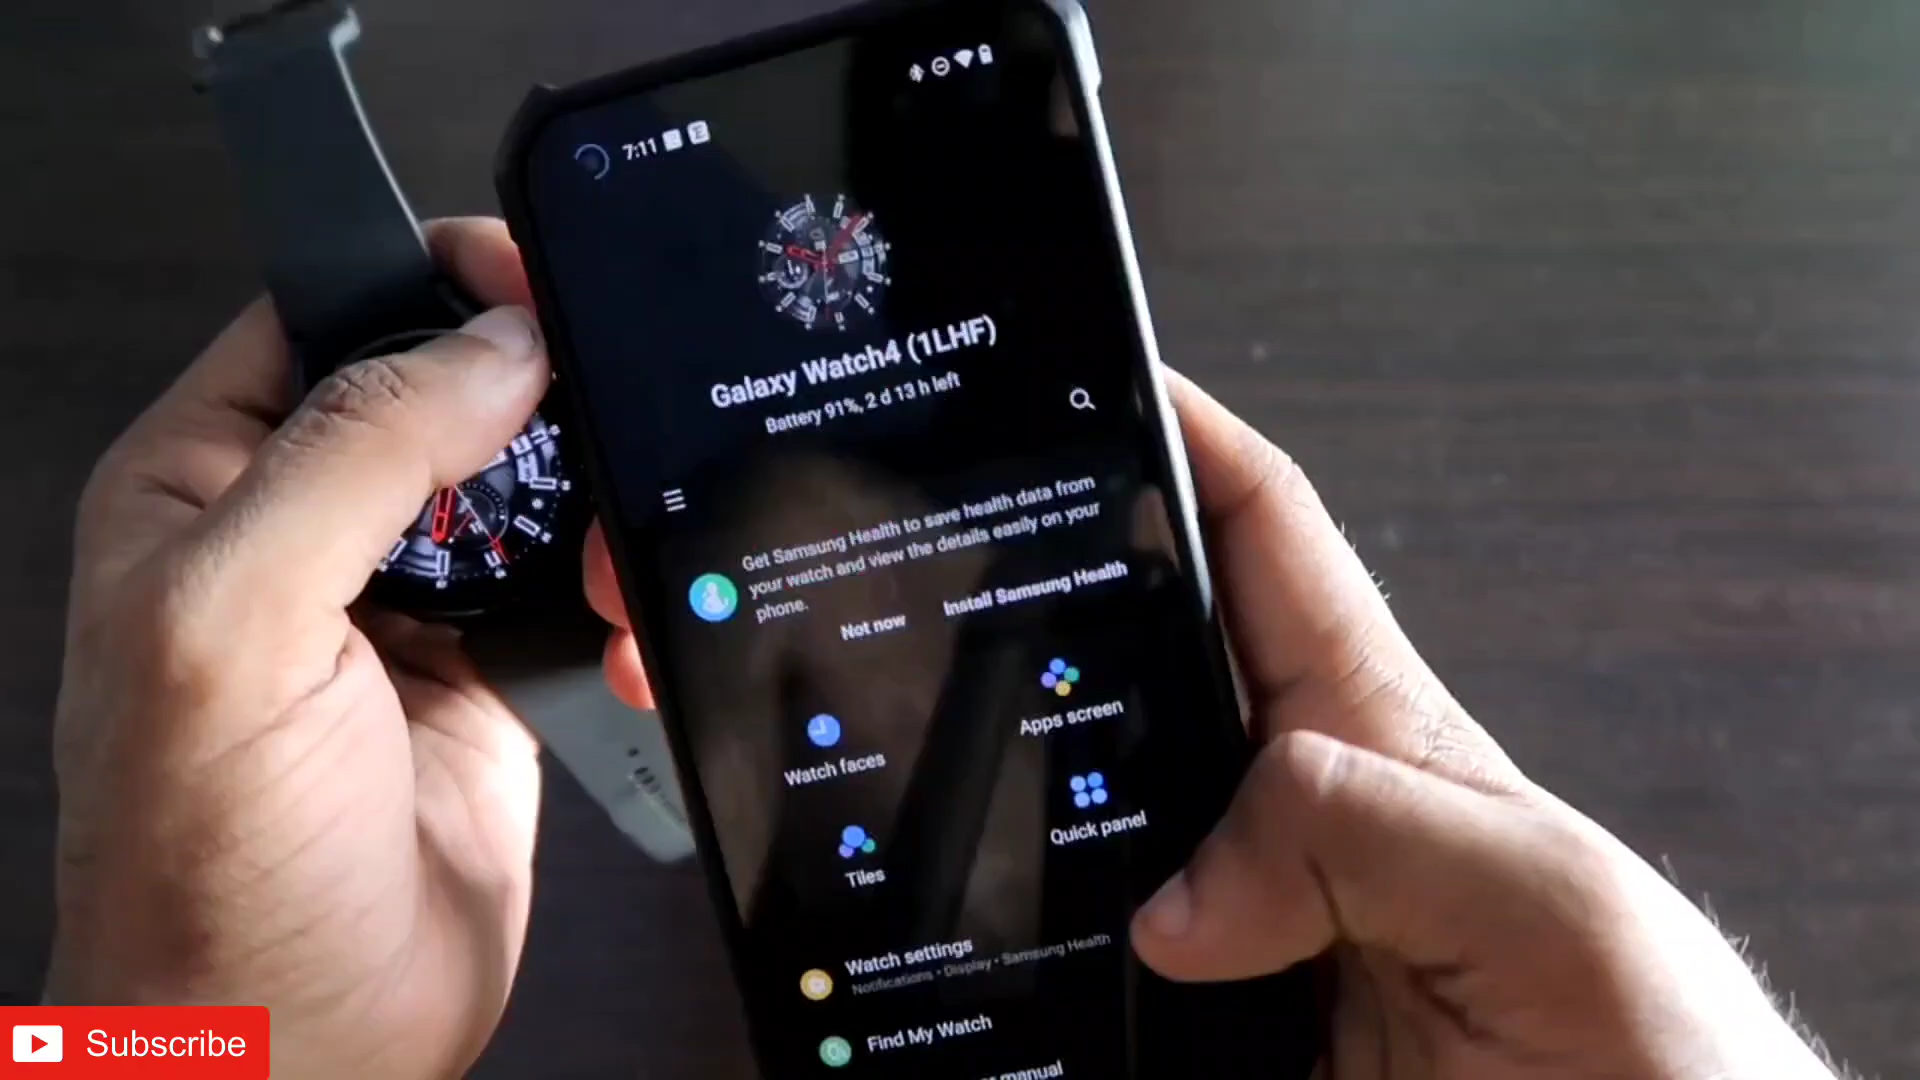 7:11
Galaxy Watch4 (1LHF)
Battery 91%, 2 d 13 h left
Get Samsung Health to save health data from
your watch and view the details easily on your
phone.
Not now
Install Samsung Health
Watch faces
Apps screen
Tiles
Quick panel
Watch settings
Notifications • Display • Samsung Health
Find My Watch
manual
Subscribe